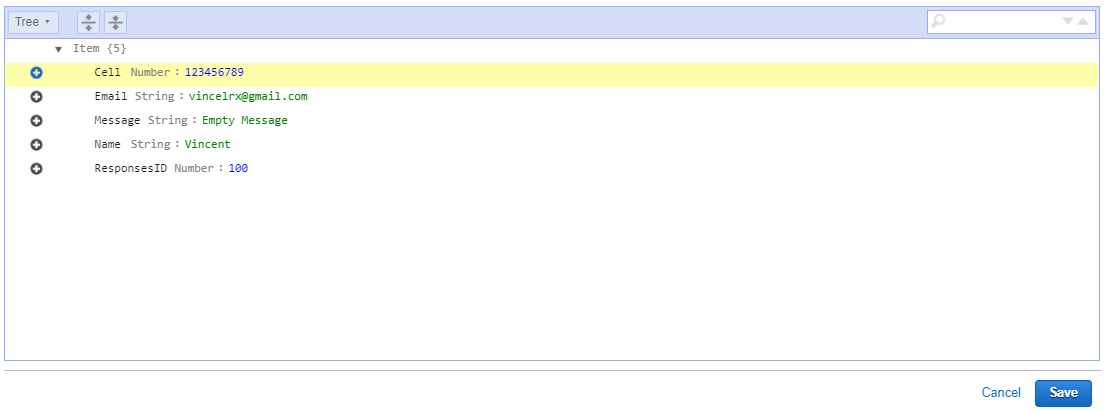 Tree
Item {5}
Cell Number : 123456789
Email String : vincelrx@gmail.com
Message String : Empty Message
Name String : Vincent
ResponsesID Number : 100
Cancel Save